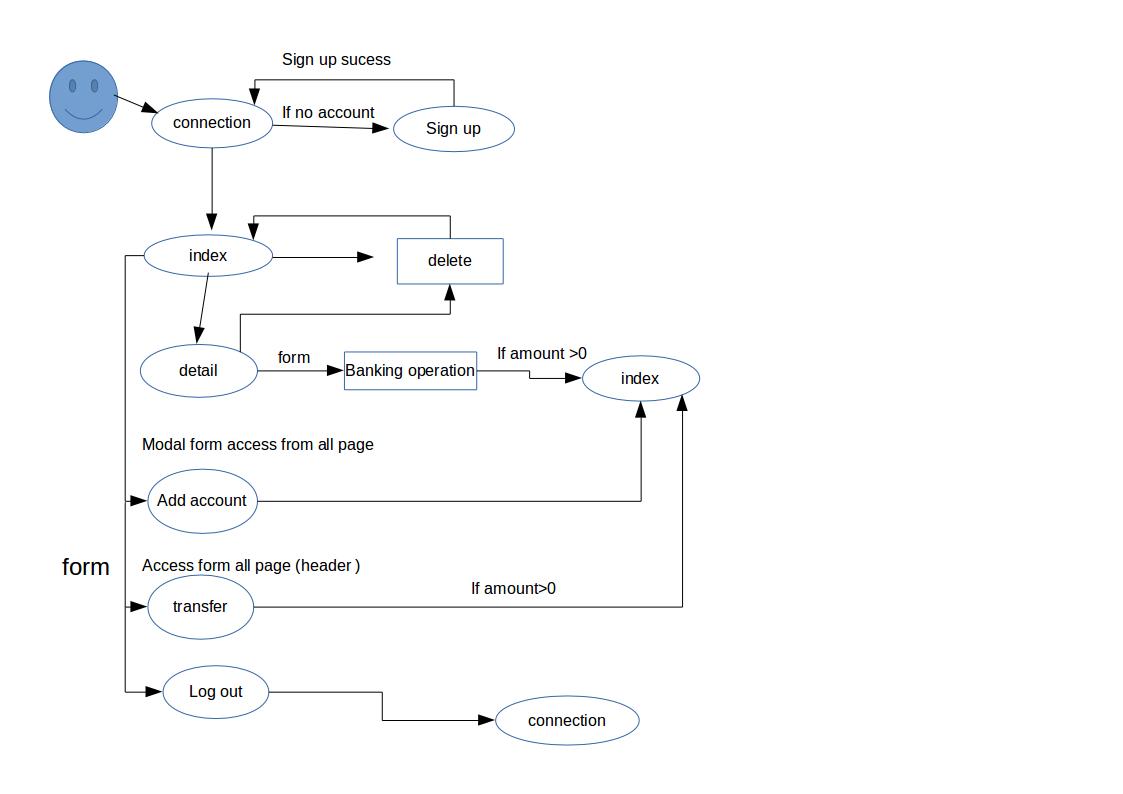 Sign up sucess
connection
If no account
Sign up
index
delete
detail
form
Banking operation
If amount >0
index
Modal form access from all page
Add account
form
Access form all page (header )
If amount>0
transfer
Log out
connection